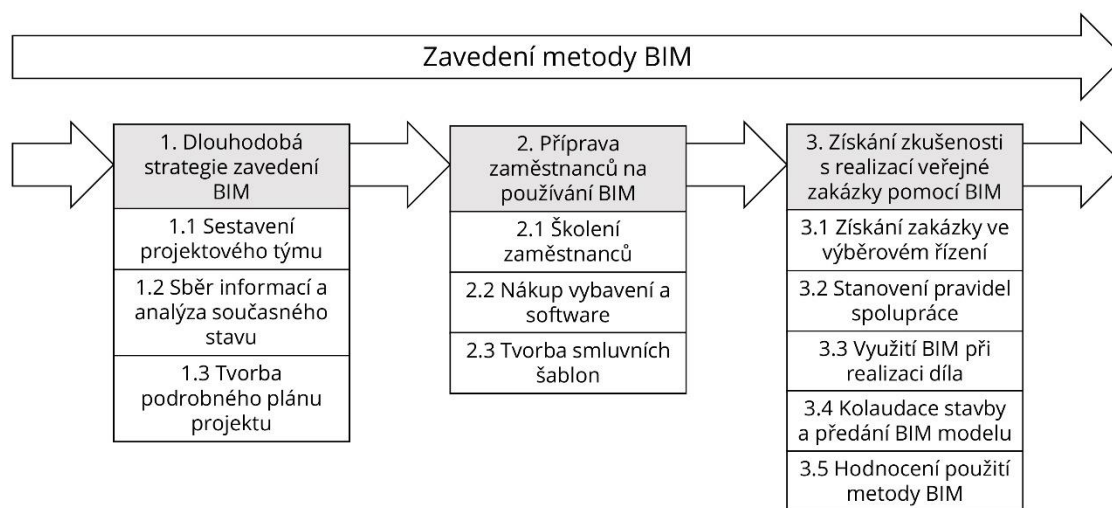 Zavedení metody BIM
1. Dlouhodobá
strategie zavedení
BIM
1.1 Sestavení
projektového týmu
1.2 Sběr informací a
analýza současného
stavu
1.3 Tvorba
podrobného plánu
projektu
2. Příprava
zaměstnanců na
používání BIM
2.1 Školení
zaměstnanců
2.2 Nákup vybavení a
software
2.3 Tvorba smluvních
šablon
3. Získání zkušenosti
s realizací veřejné
zakázky pomocí BIM
3.1 Získání zakázky ve
výběrovém řízení
3.2 Stanovení pravidel
spolupráce
3.3 Využití BIM při
realizaci díla
3.4 Kolaudace stavby
a předání BIM modelu
3.5 Hodnocení použití
metody BIM